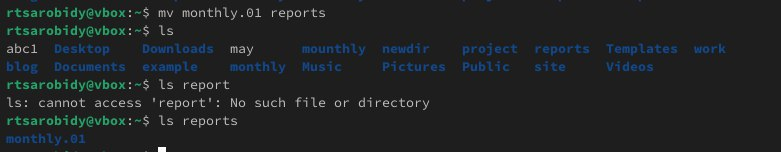 rtsarobidy@vbox:~$ mv monthly.01 reports
rtsarobidy@vbox:~$ ls
abc1 Desktop Downloads may mounthly newdir project reports Templates work
blog Documents example monthly Music Pictures Public site Videos
rtsarobidy@vbox:~$ ls report
ls: cannot access 'report': No such file or directory
rtsarobidy@vbox:~$ ls reports
monthly.01
rtsarobidy@vbox:~$